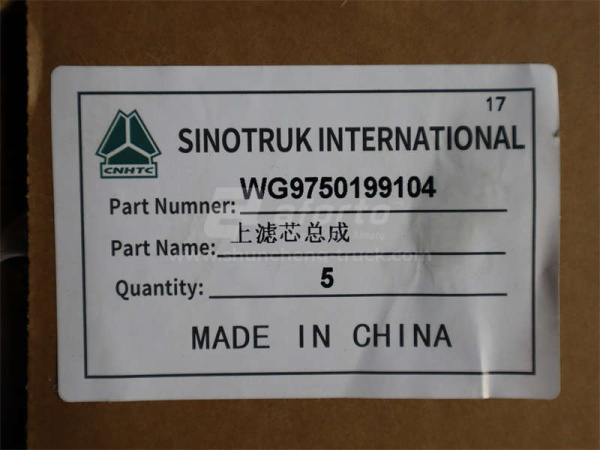 17
CNHTC
SINOTRUK INTERNATIONAL
Part Numner: WG9750199104
Part Name: 上滤芯总成
Quantity: 5
MADE IN CHINA